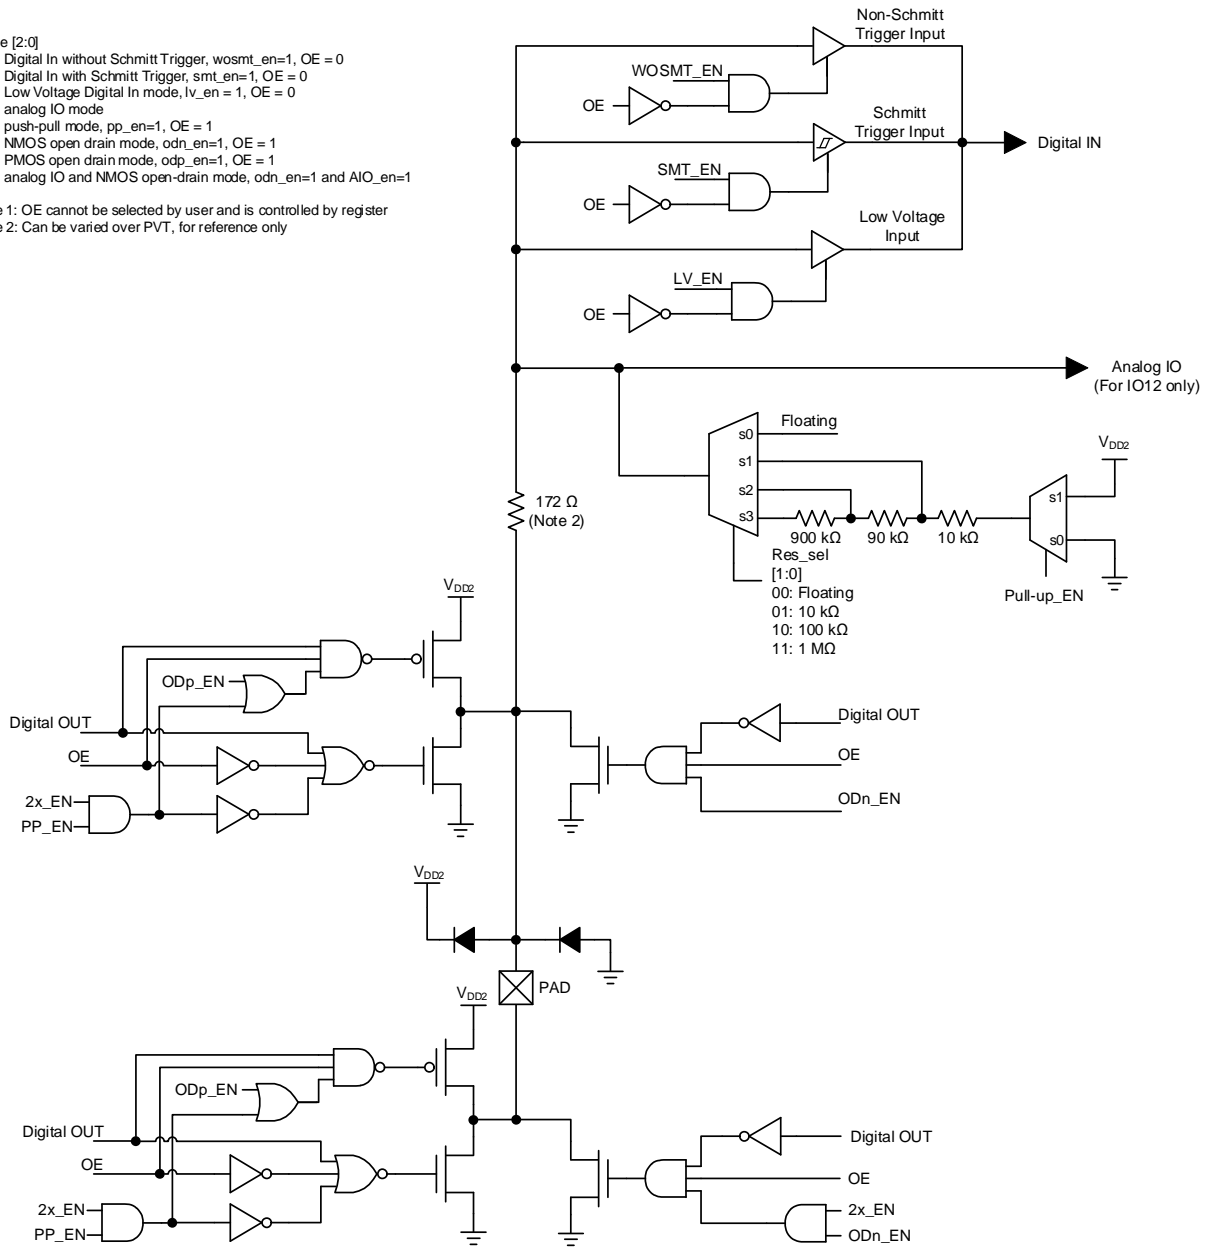 e [2:0]
Digital In without Schmitt Trigger, wosmt_en=1, OE = 0
Digital In with Schmitt Trigger, smt_en=1, OE = 0
Low Voltage Digital In mode, lv_en = 1, OE = 0
analog IO mode
push-pull mode, pp_en=1, OE = 1
NMOS open drain mode, odn_en=1, OE = 1
PMOS open drain mode, odp_en=1, OE = 1
analog IO and NMOS open-drain mode, odn_en=1 and AIO_en=1
e 1: OE cannot be selected by user and is controlled by register
e 2: Can be varied over PVT, for reference only
Non-Schmitt
Trigger Input
WOSMT_EN
OE
Schmitt
Trigger Input
Digital IN
SMT_EN
OE
Low Voltage
Input
LV_EN
OE
Analog IO
(For IO12 only)
Floating
s0
s1
s2
s3
VDD2
s1
s0
172 Ω
(Note 2)
900 kΩ
90 kΩ
10 kΩ
Res_sel
[1:0]
00: Floating
01: 10 kΩ
10: 100 kΩ
11: 1 MΩ
Pull-up_EN
VDD2
ODp_EN
Digital OUT
OE
2x_EN
PP_EN
Digital OUT
OE
ODn_EN
VDD2
PAD
VDD2
ODp_EN
Digital OUT
OE
2x_EN
PP_EN
Digital OUT
OE
2x_EN
ODn_EN